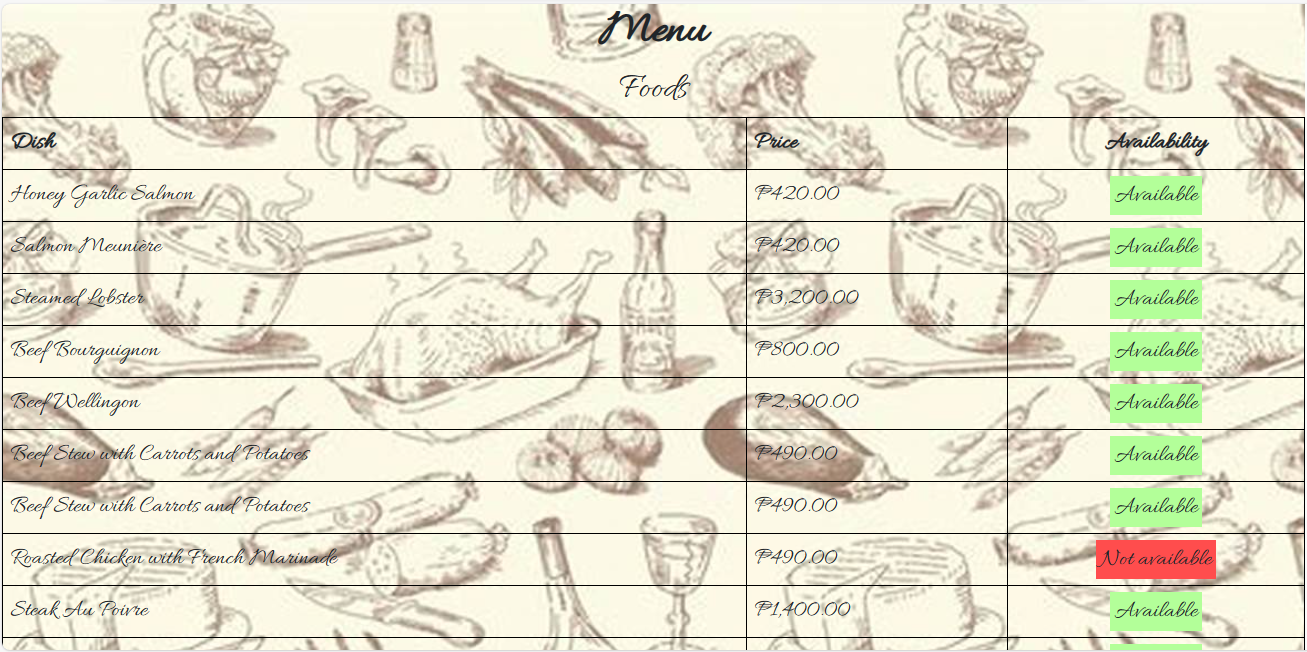 Menu
Foods
Dish Price Availability
Honey Garlic Salmon ₱420.00 Available
Salmon Meunière ₱420.00 Available
Steamed Lobster ₱3,200.00 Available
Beef Bourguignon ₱800.00 Available
Beef Wellingon ₱2,300.00 Available
Beef Stew with Carrots and Potatoes ₱490.00 Available
Beef Stew with Carrots and Potatoes ₱490.00 Available
Roasted Chicken with French Marinade ₱490.00 Not available
Steak Au Poivre ₱1,400.00 Available